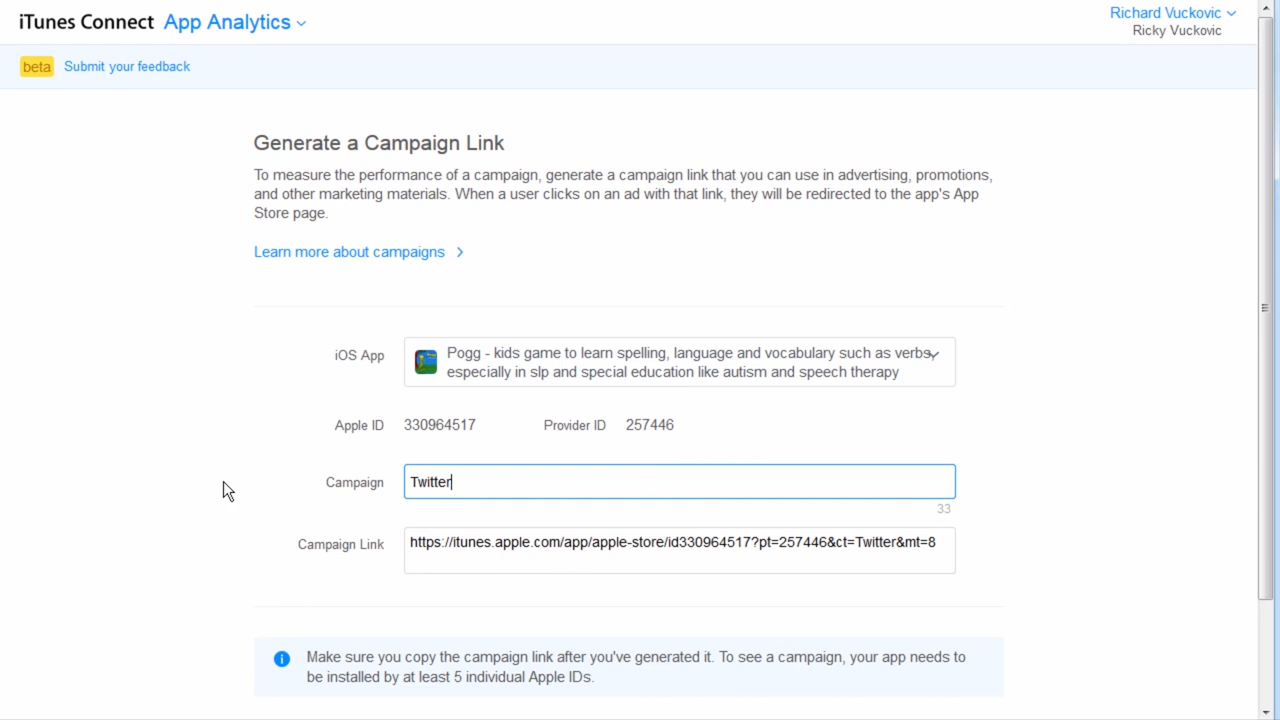 iTunes Connect App Analytics
Richard Vuckovic
Ricky Vuckovic
beta Submit your feedback
Generate a Campaign Link
To measure the performance of a campaign, generate a campaign link that you can use in advertising, promotions,
and other marketing materials. When a user clicks on an ad with that link, they will be redirected to the app's App
Store page.
Learn more about campaigns
iOS App
Pogg - kids game to learn spelling, language and vocabulary such as verbs,
especially in slp and special education like autism and speech therapy
Apple ID 330964517 Provider ID 257446
Campaign Twitter
33
Campaign Link https://itunes.apple.com/app/apple-store/id330964517?pt=257446&ct=Twitter&mt=8
Make sure you copy the campaign link after you've generated it. To see a campaign, your app needs to
be installed by at least 5 individual Apple IDs.